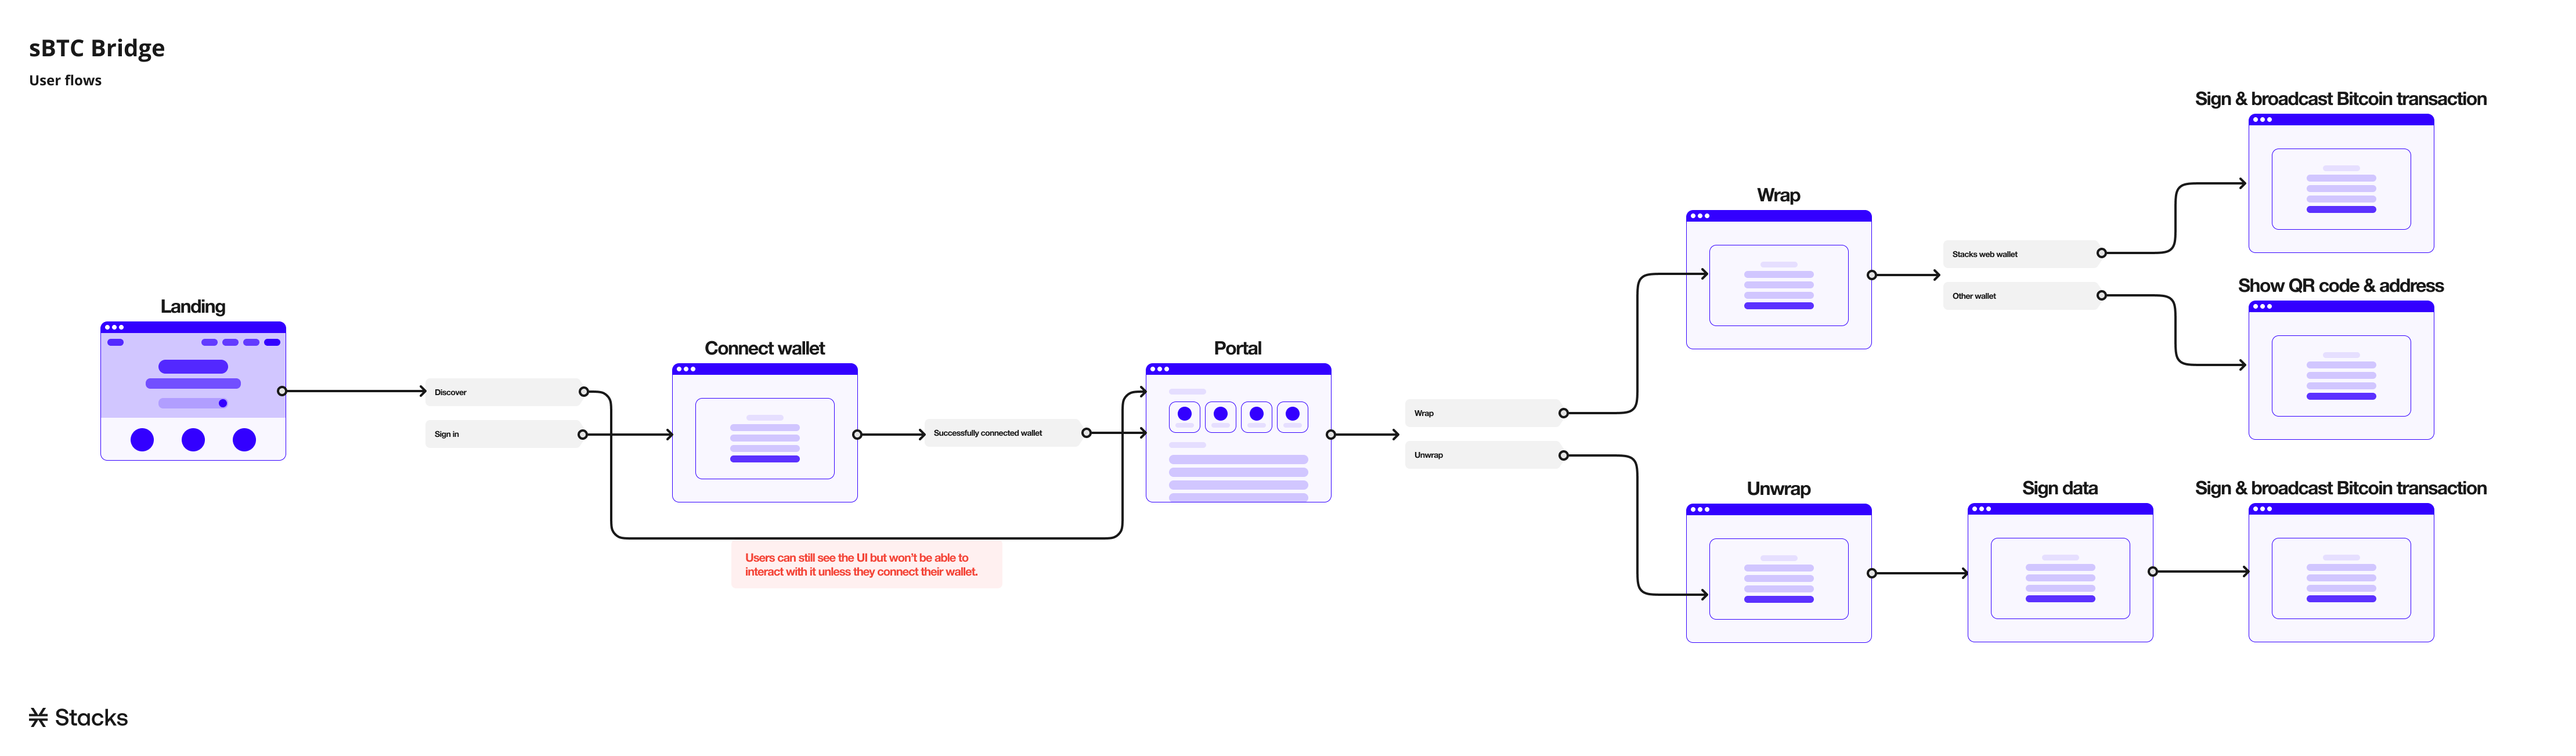 sBTC Bridge
User flows
Landing
Discover
Sign in
Connect wallet
Successfully connected wallet
Users can still see the UI but won't be able to
interact with it unless they connect their wallet.
Portal
Wrap
Unwrap
Wrap
Stacks web wallet
Other wallet
Sign & broadcast Bitcoin transaction
Show QR code & address
Unwrap
Sign data
Sign & broadcast Bitcoin transaction
Stacks